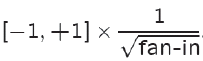 [−1, +1] × 1/√fan-in.